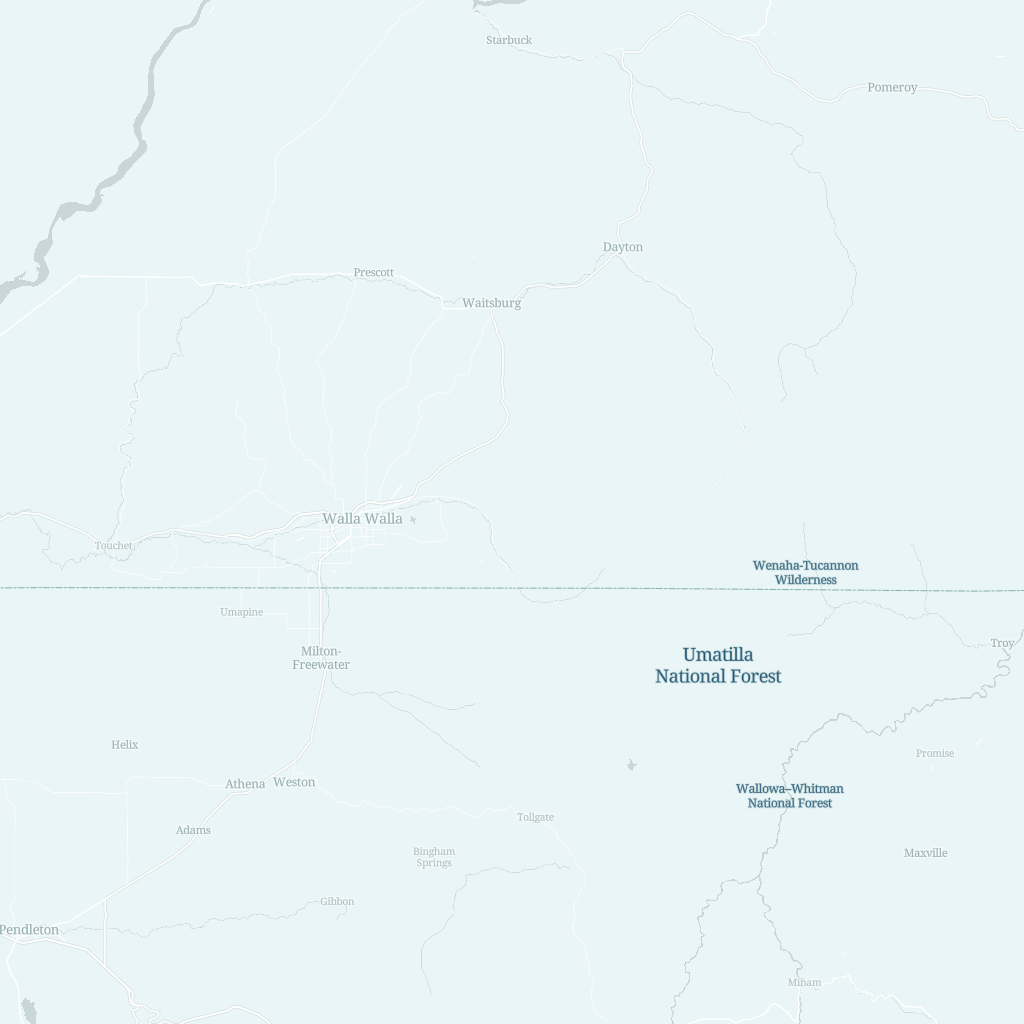 Starbuck
Pomeroy
Dayton
Prescott
Waitsburg
Walla Walla
Touchet
Wenaha-Tucannon
Wilderness
Umapine
Milton-
Freewater
Umatilla
National Forest
Troy
Helix
Promise
Athena
Weston
Wallowa–Whitman
National Forest
Tollgate
Adams
Bingham
Springs
Maxville
Gibbon
Pendleton
Minam